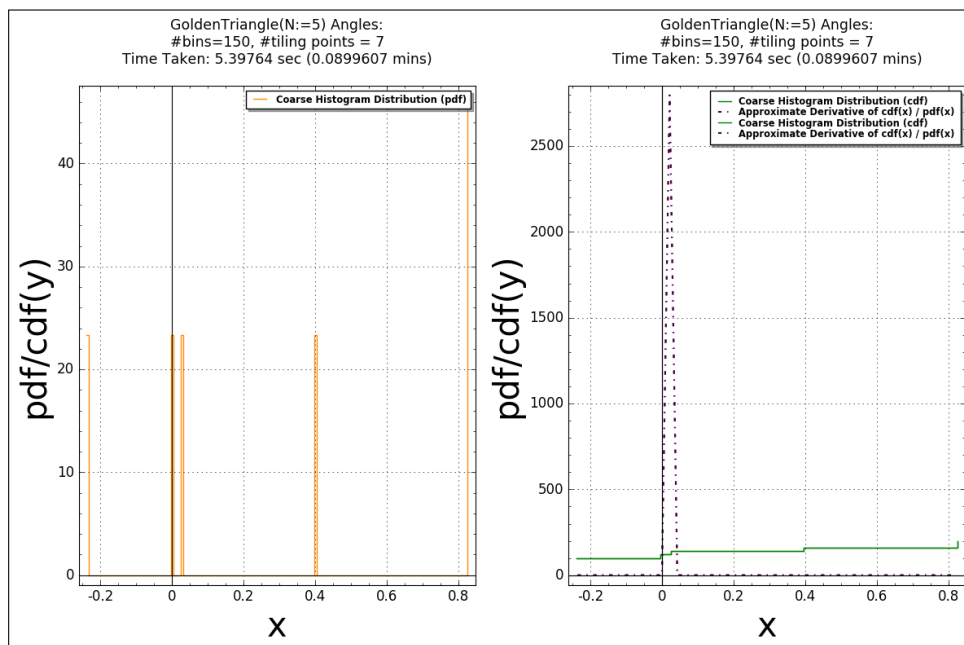 GoldenTriangle(N:=5) Angles:
#bins=150, #tiling points = 7
Time Taken: 5.39764 sec (0.0899607 mins)
Coarse Histogram Distribution (pdf)
pdf/cdf(y)
40
30
20
10
0
-0.2 0 0.2 0.4 0.6 0.8
x
GoldenTriangle(N:=5) Angles:
#bins=150, #tiling points = 7
Time Taken: 5.39764 sec (0.0899607 mins)
Coarse Histogram Distribution (cdf)
Approximate Derivative of cdf(x) / pdf(x)
Coarse Histogram Distribution (cdf)
Approximate Derivative of cdf(x) / pdf(x)
pdf/cdf(y)
2500
2000
1500
1000
500
0
-0.2 0 0.2 0.4 0.6 0.8
x